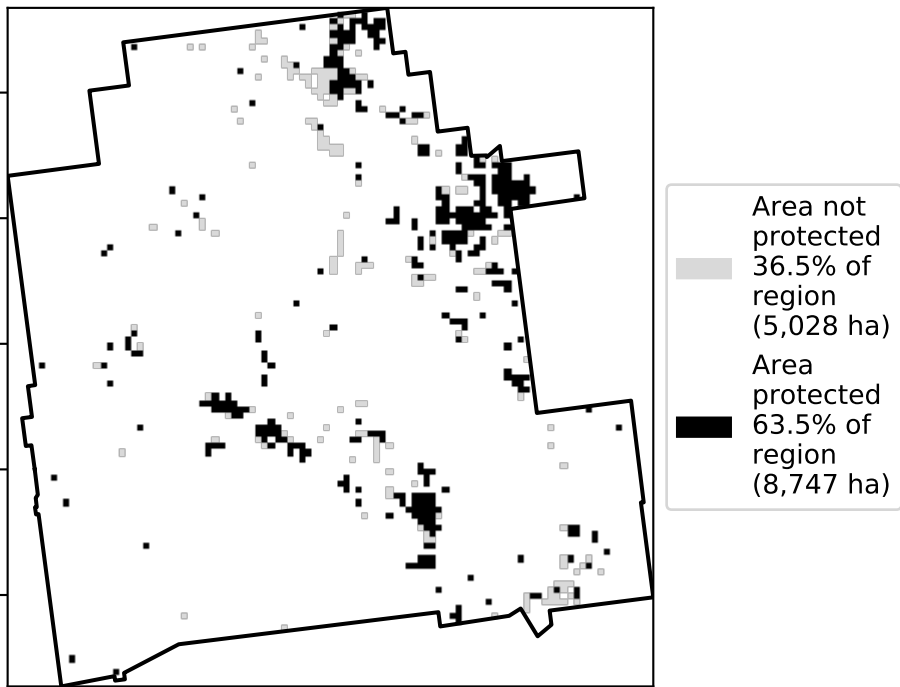 Area not
protected
36.5% of
region
(5,028 ha)
Area
protected
63.5% of
region
(8,747 ha)